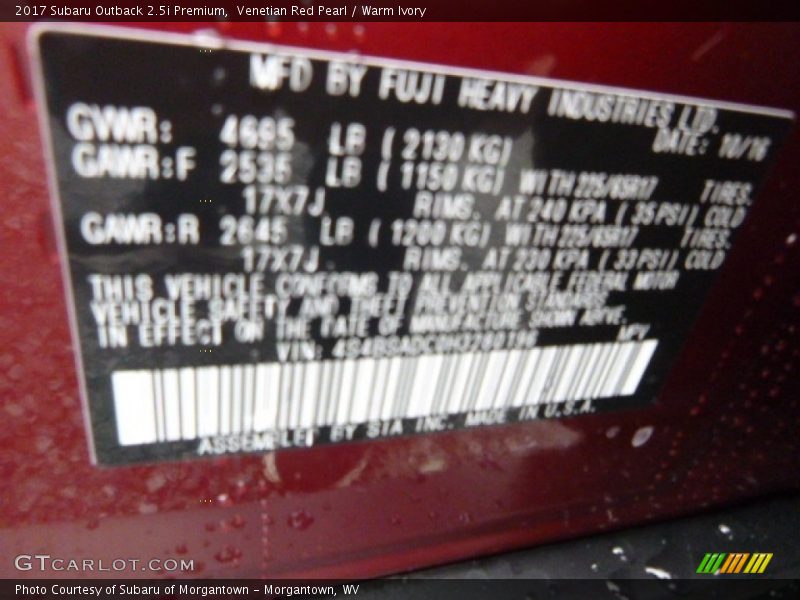 2017 Subaru Outback 2.5i Premium, Venetian Red Pearl / Warm Ivory
MFD BY FUJI HEAVY INDUSTRIES LTD.
DATE: 10/16
GVWR: 4695 LB (2130 KG)
GAWR:F 2535 LB (1150 KG) WITH 225/65R17 TIRES.
17X7J RIMS. AT 240 KPA (35 PSI) COLD
GAWR:R 2645 LB (1200 KG) WITH 225/65R17 TIRES.
17X7J RIMS. AT 230 KPA (33 PSI) COLD
THIS VEHICLE CONFORMS TO ALL APPLICABLE FEDERAL MOTOR
VEHICLE SAFETY AND THEFT PREVENTION STANDARDS
IN EFFECT ON THE DATE OF MANUFACTURE SHOWN ABOVE.
VIN: MPV
ASSEMBLED BY SIA INC. MADE IN U.S.A.
GTCARLOT.COM
Photo Courtesy of Subaru of Morgantown - Morgantown, WV